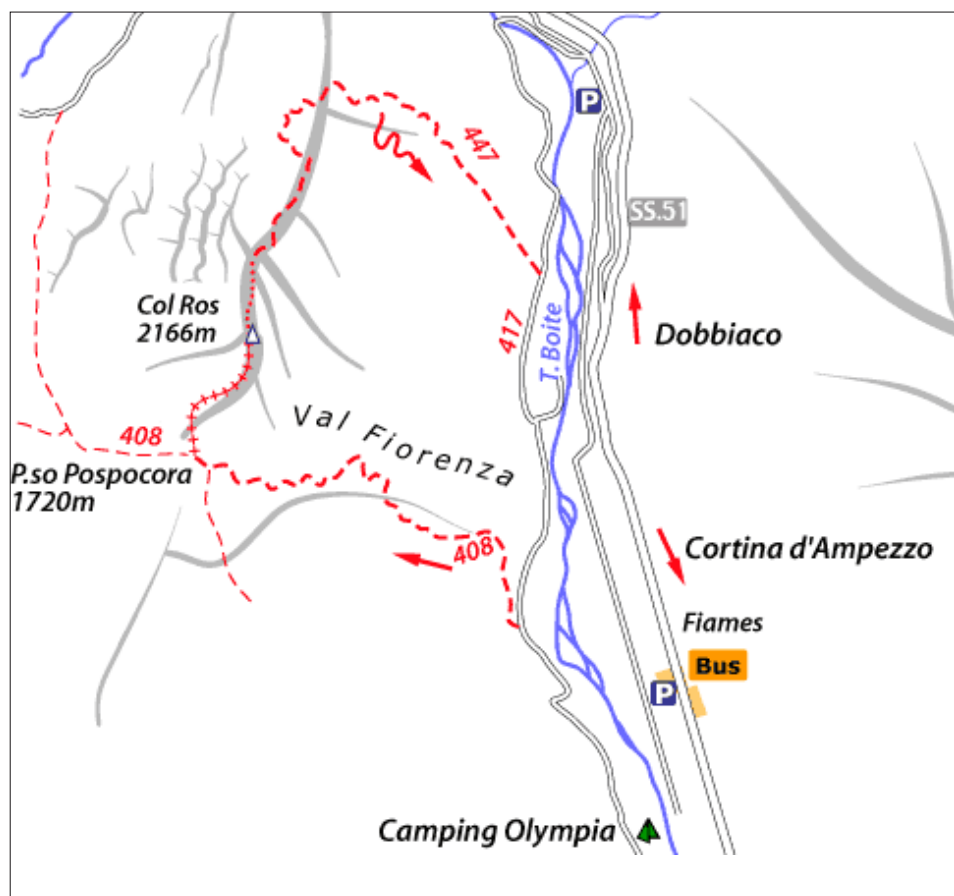 P
447
SS.51
Col Ros
2166m
417
T. Boite
Dobbiaco
Val Fiorenza
408
P.so Pospocora
1720m
408
Cortina d'Ampezzo
Fiames
Bus
P
Camping Olympia